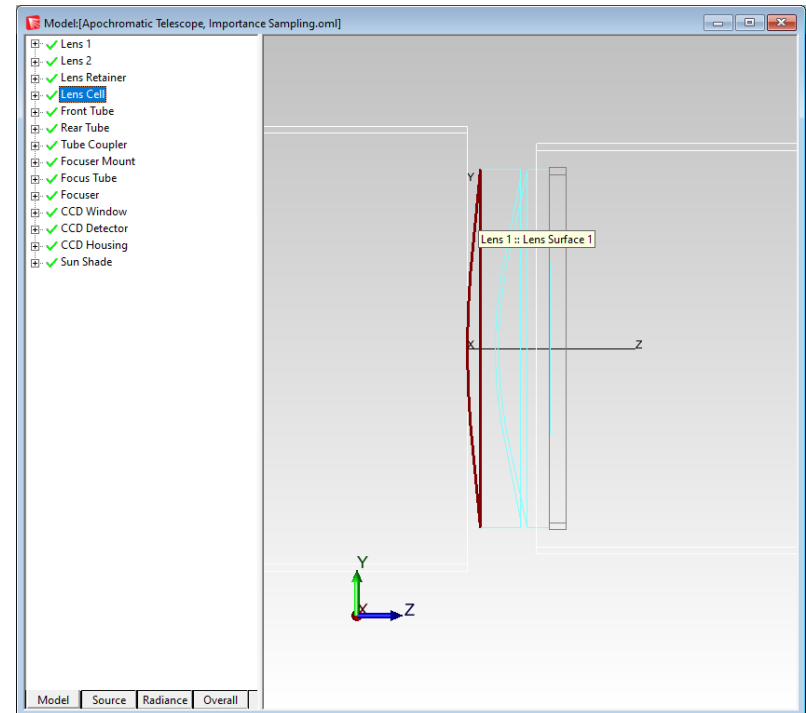 Model:[Apochromatic Telescope, Importance Sampling.oml]
Lens 1
Lens 2
Lens Retainer
Lens Cell
Front Tube
Rear Tube
Tube Coupler
Focuser Mount
Focus Tube
Focuser
CCD Window
CCD Detector
CCD Housing
Sun Shade
Y
Lens 1 :: Lens Surface 1
X Z
Y
X Z
Model Source Radiance Overall